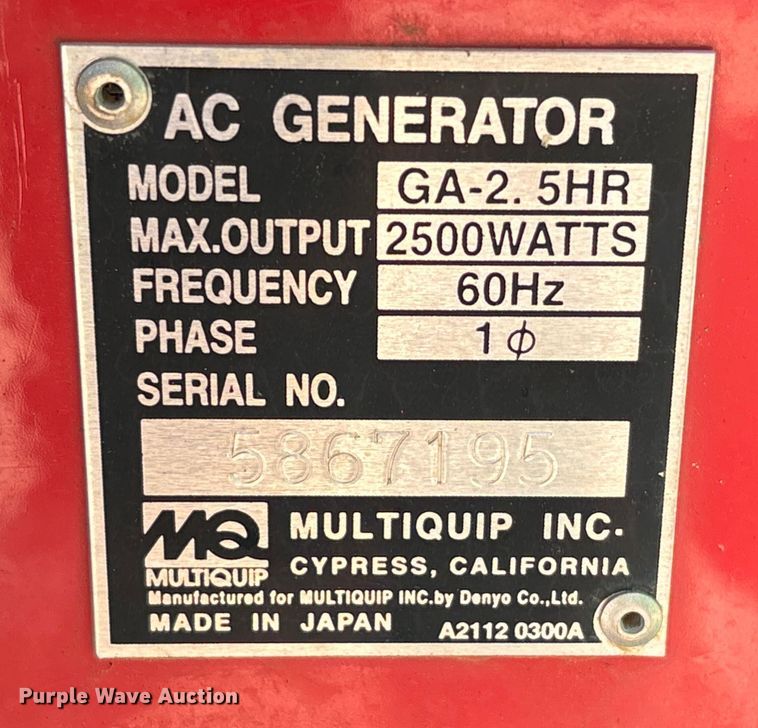 AC GENERATOR
MODEL GA-2.5HR
MAX.OUTPUT 2500WATTS
FREQUENCY 60Hz
PHASE 1ϕ
SERIAL NO.
5867195
MQ MULTIQUIP INC.
MULTIQUIP CYPRESS, CALIFORNIA
Manufactured for MULTIQUIP INC.by Denyo Co.,Ltd.
MADE IN JAPAN A2112 0300A
Purple Wave Auction